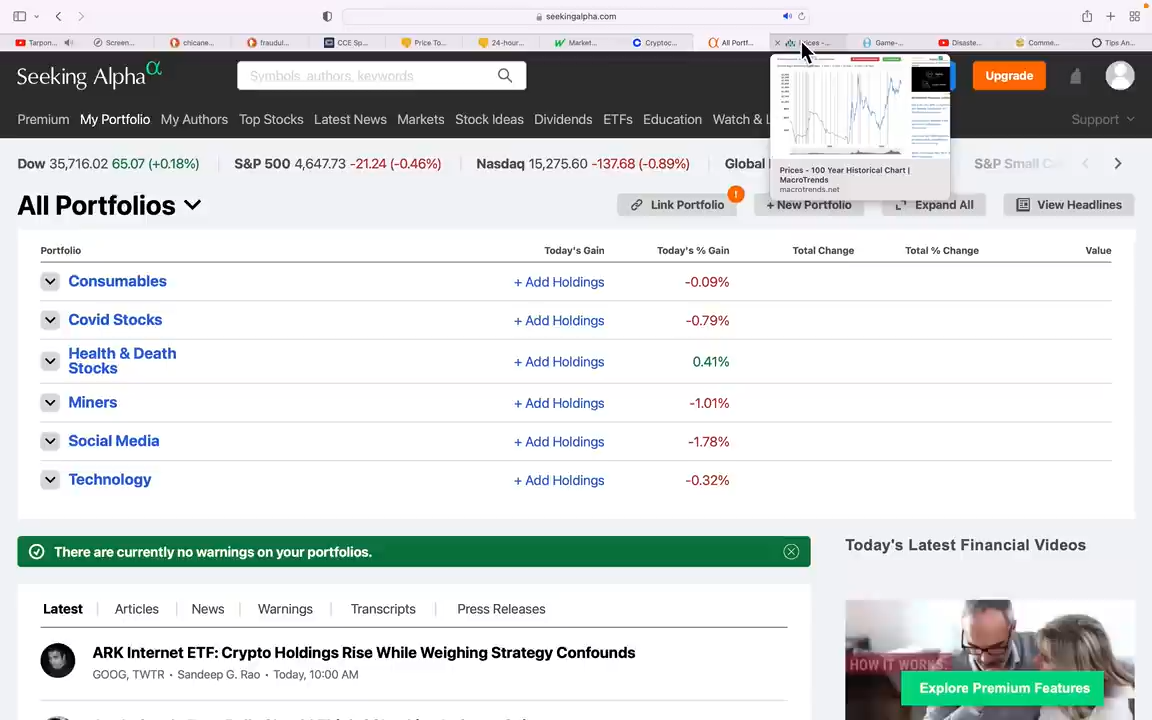 seekingalpha.com
Tarpon...
Screen...
chicane...
fraudul...
CCE Sp...
Price To...
24-hour...
Market...
Cryptoc...
All Portf...
Game-...
Disaste...
Comme...
Tips An...
Seeking Alpha α
Symbols, authors, keywords
Upgrade
Premium
My Portfolio
My Authors
Top Stocks
Latest News
Markets
Stock Ideas
Dividends
ETFs
Education
Watch & L
Support
Prices - 100 Year Historical Chart |
MacroTrends
macrotrends.net
Dow 35,716.02 65.07 (+0.18%)
S&P 500 4,647.73 -21.24 (-0.46%)
Nasdaq 15,275.60 -137.68 (-0.89%)
Global
S&P Small Ca
All Portfolios
Link Portfolio
!
+ New Portfolio
Expand All
View Headlines
Portfolio Today's Gain Today's % Gain Total Change Total % Change Value
Consumables + Add Holdings -0.09%
Covid Stocks + Add Holdings -0.79%
Health & Death
Stocks
+ Add Holdings 0.41%
Miners + Add Holdings -1.01%
Social Media + Add Holdings -1.78%
Technology + Add Holdings -0.32%
There are currently no warnings on your portfolios.
Today's Latest Financial Videos
Latest
Articles
News
Warnings
Transcripts
Press Releases
ARK Internet ETF: Crypto Holdings Rise While Weighing Strategy Confounds
GOOG, TWTR • Sandeep G. Rao • Today, 10:00 AM
HOW IT WORKS.
Explore Premium Features